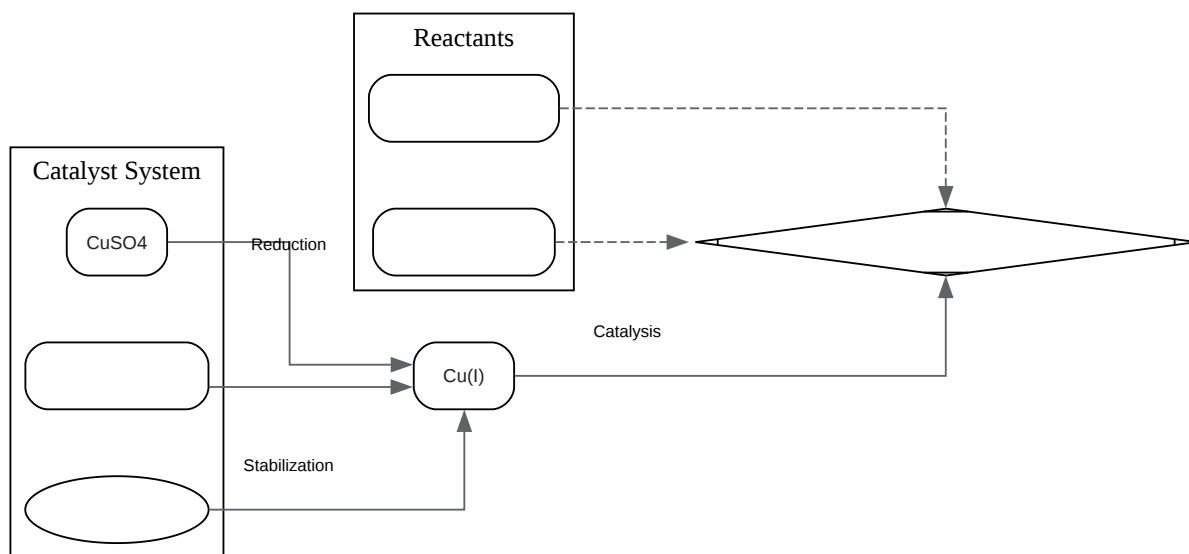 Reactants
Catalyst System
CuSO4
Reduction
Catalysis
Cu(I)
Stabilization